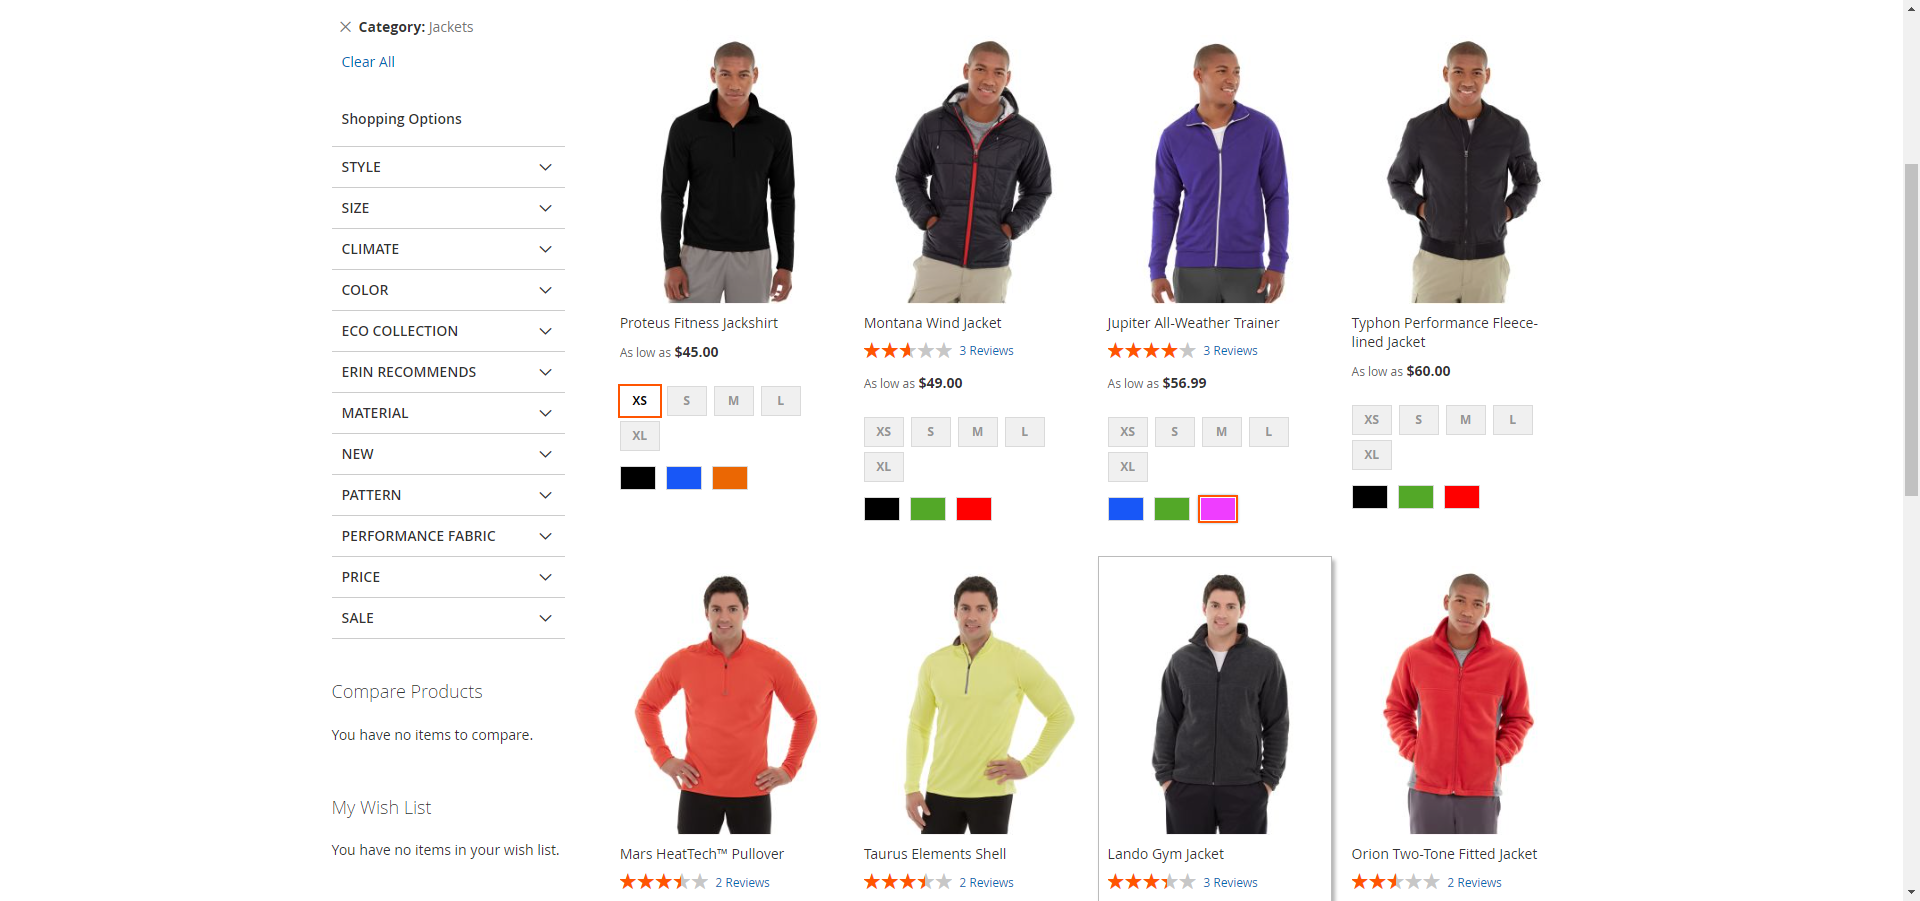 Category: Jackets
Clear All
Shopping Options
STYLE
SIZE
CLIMATE
COLOR
ECO COLLECTION
ERIN RECOMMENDS
MATERIAL
NEW
PATTERN
PERFORMANCE FABRIC
PRICE
SALE
Compare Products
You have no items to compare.
My Wish List
You have no items in your wish list.
Proteus Fitness Jackshirt
As low as $45.00
XS S M L
XL
Montana Wind Jacket
3 Reviews
As low as $49.00
XS S M L
XL
Jupiter All-Weather Trainer
3 Reviews
As low as $56.99
XS S M L
XL
Typhon Performance Fleece-
lined Jacket
As low as $60.00
XS S M L
XL
Mars HeatTech™ Pullover
2 Reviews
Taurus Elements Shell
2 Reviews
Lando Gym Jacket
3 Reviews
Orion Two-Tone Fitted Jacket
2 Reviews